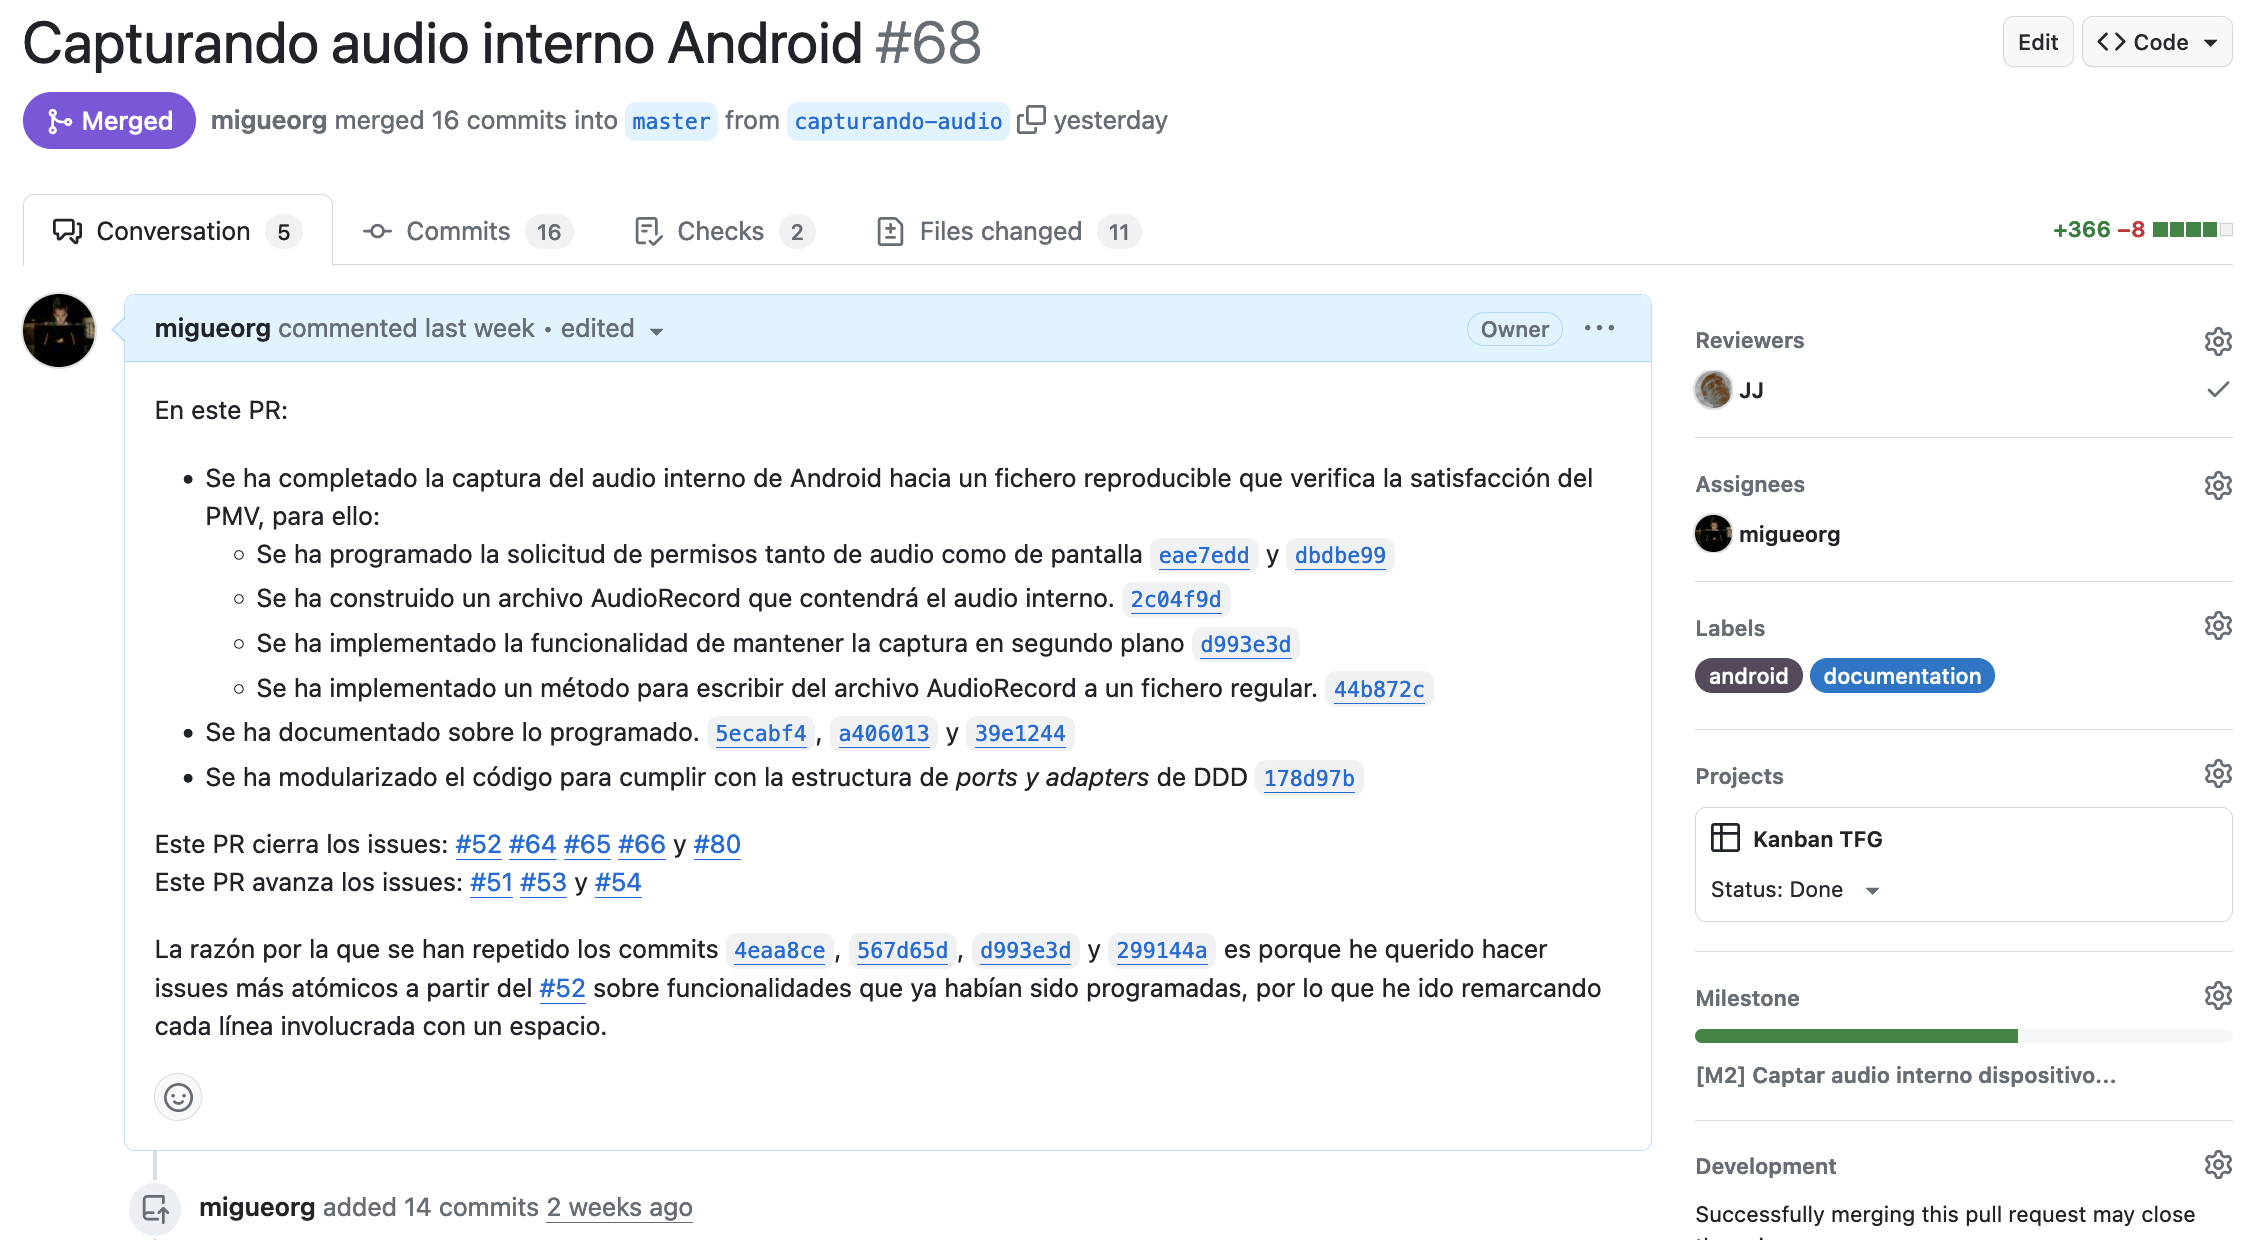 Capturando audio interno Android #68
Edit
Code
Merged
migueorg merged 16 commits into master from capturando-audio yesterday
Conversation 5
Commits 16
Checks 2
Files changed 11
+366 −8
migueorg commented last week • edited
Owner
En este PR:
Se ha completado la captura del audio interno de Android hacia un fichero reproducible que verifica la satisfacción del
PMV, para ello:
Se ha programado la solicitud de permisos tanto de audio como de pantalla eae7edd y dbdbe99
Se ha construido un archivo AudioRecord que contendrá el audio interno. 2c04f9d
Se ha implementado la funcionalidad de mantener la captura en segundo plano d993e3d
Se ha implementado un método para escribir del archivo AudioRecord a un fichero regular. 44b872c
Se ha documentado sobre lo programado. 5ecabf4 , a406013 y 39e1244
Se ha modularizado el código para cumplir con la estructura de ports y adapters de DDD 178d97b
Este PR cierra los issues: #52 #64 #65 #66 y #80
Este PR avanza los issues: #51 #53 y #54
La razón por la que se han repetido los commits 4eaa8ce , 567d65d , d993e3d y 299144a es porque he querido hacer
issues más atómicos a partir del #52 sobre funcionalidades que ya habían sido programadas, por lo que he ido remarcando
cada línea involucrada con un espacio.
migueorg added 14 commits 2 weeks ago
Reviewers
JJ
Assignees
migueorg
Labels
android
documentation
Projects
Kanban TFG
Status: Done
Milestone
[M2] Captar audio interno dispositivo...
Development
Successfully merging this pull request may close